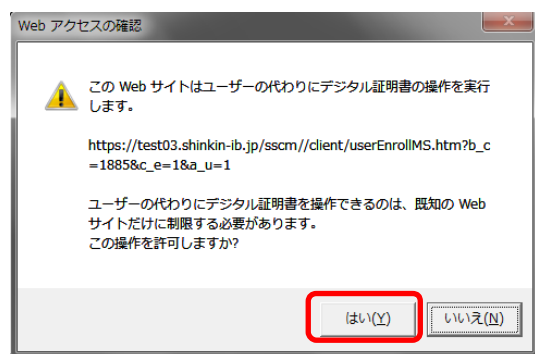 Web アクセスの確認
この Web サイトはユーザーの代わりにデジタル証明書の操作を実行
します。
https://test03.shinkin-ib.jp/sscm//client/userEnrollMS.htm?b_c
=1885&c_e=1&a_u=1
ユーザーの代わりにデジタル証明書を操作できるのは、既知の Web
サイトだけに制限する必要があります。
この操作を許可しますか?
はい(Y) いいえ(N)